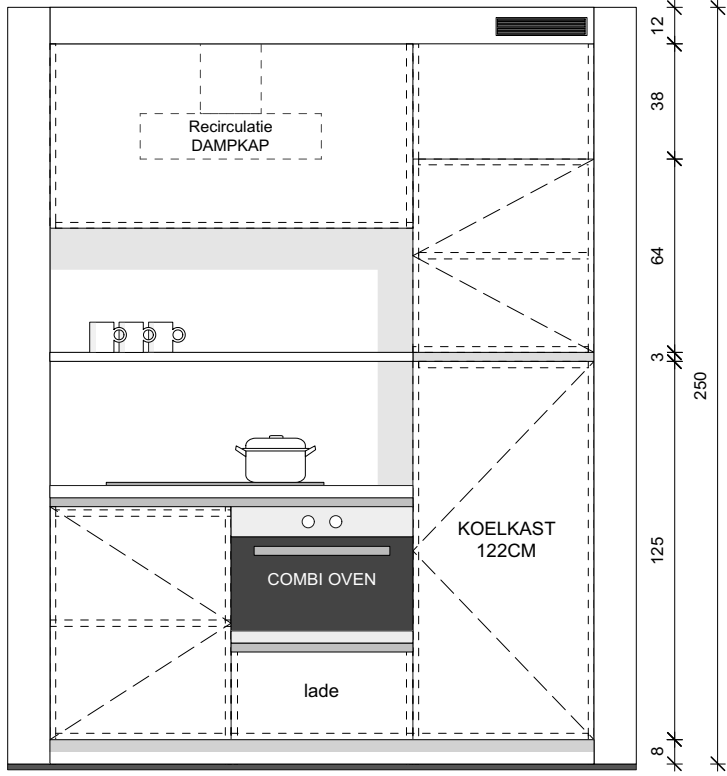 12
Recirculatie
DAMPKAP
38
64
3
250
KOELKAST
122CM
125
COMBI OVEN
lade
8